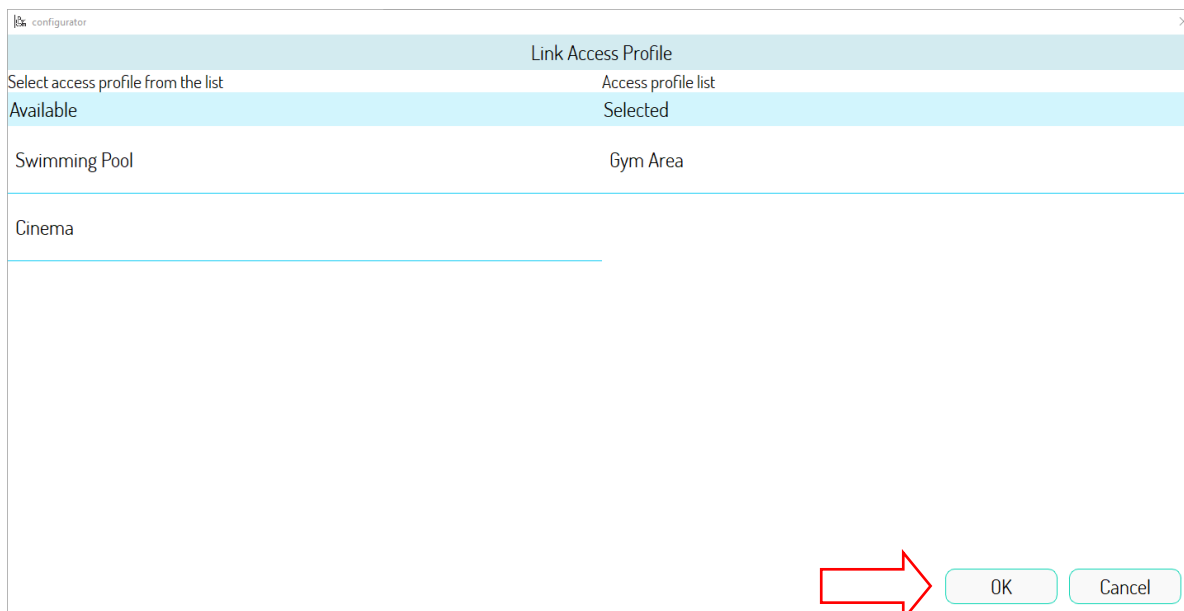 configurator
Link Access Profile
Select access profile from the list
Access profile list
Available
Selected
Swimming Pool
Gym Area
Cinema
OK
Cancel